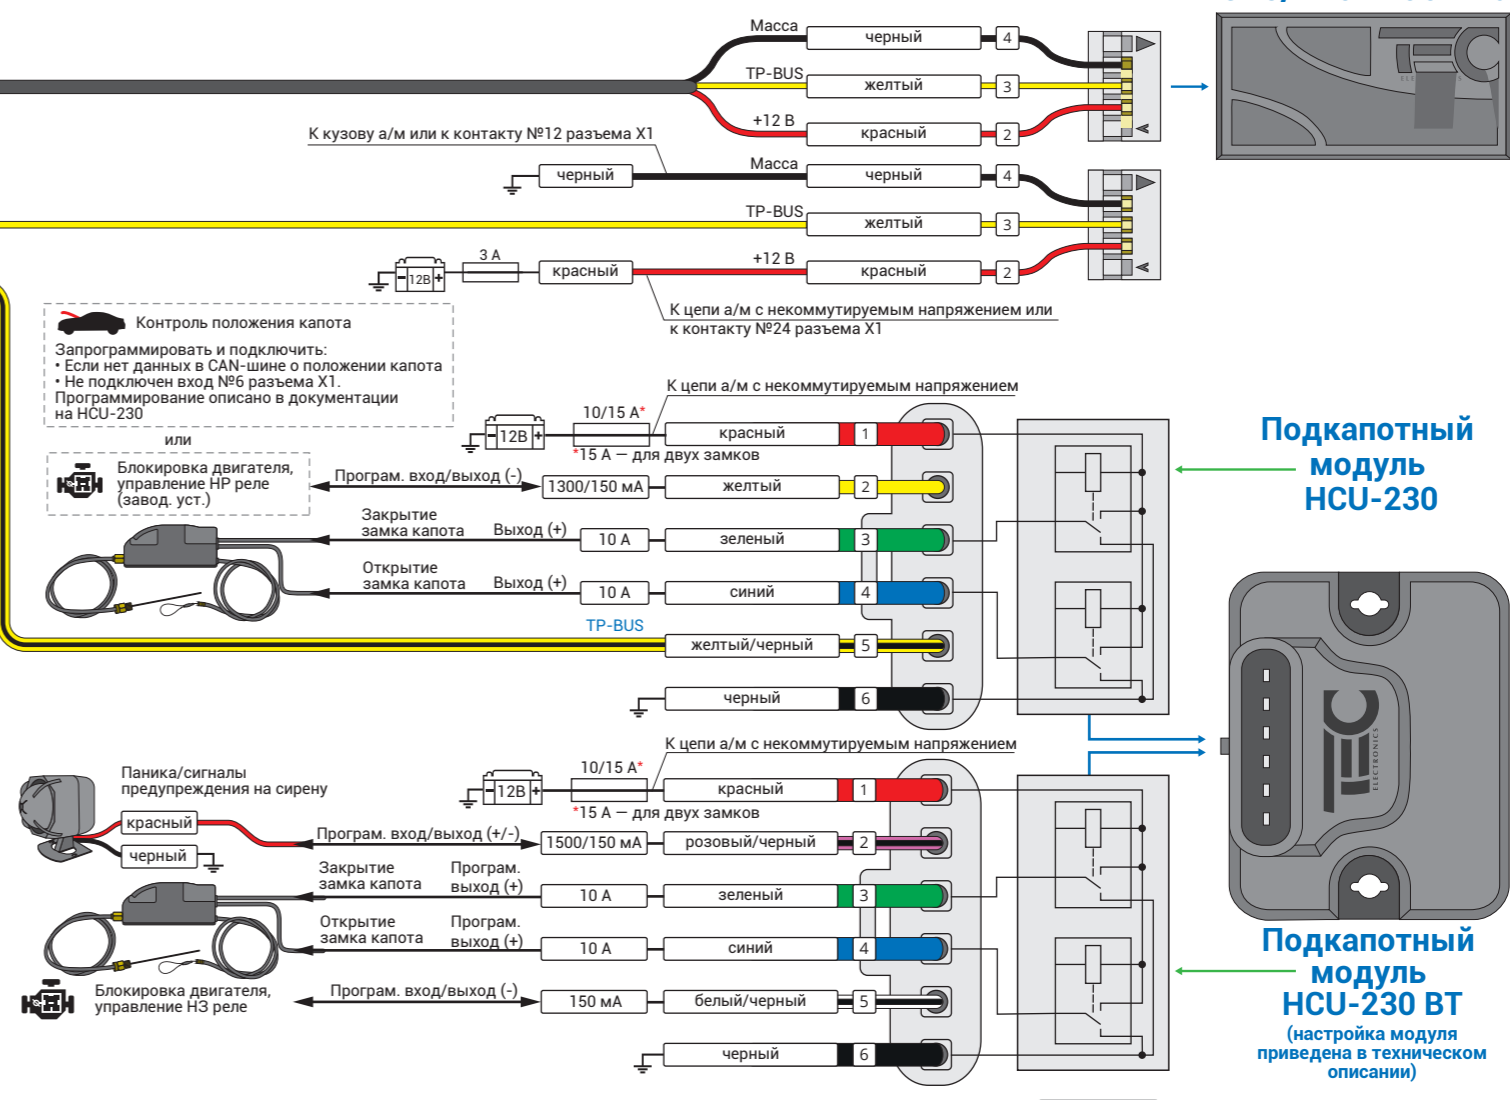 Масса
черный
4
TP-BUS
желтый
3
+12 В
красный
2
К кузову а/м или к контакту №12 разъема X1
черный
Масса
черный
4
TP-BUS
желтый
3
3 А
12В
красный
+12 В
красный
2
К цепи а/м с некоммутируемым напряжением или
к контакту №24 разъема X1
Контроль положения капота
Запрограммировать и подключить:
• Если нет данных в CAN-шине о положении капота
• Не подключен вход №6 разъема X1.
Программирование описано в документации
на HCU-230
или
Блокировка двигателя,
управление НР реле
(завод. уст.)
К цепи а/м с некоммутируемым напряжением
10/15 А*
- 12В +
красный
1
*15 А — для двух замков
Програм. вход/выход (-)
1300/150 мА
желтый
2
Закрытие
замка капота
Выход (+)
10 А
зеленый
3
Открытие
замка капота
Выход (+)
10 А
синий
4
TP-BUS
желтый/черный
5
черный
6
Подкапотный
модуль
HCU-230
TEC
ELECTRONICS
К цепи а/м с некоммутируемым напряжением
10/15 А*
- 12В +
красный
1
*15 А — для двух замков
Паника/сигналы
предупреждения на сирену
красный
черный
Програм. вход/выход (+/-)
1500/150 мА
розовый/черный
2
Закрытие
замка капота
Програм.
выход (+)
10 А
зеленый
3
Открытие
замка капота
Програм.
выход (+)
10 А
синий
4
Блокировка двигателя,
управление НЗ реле
Програм. вход/выход (-)
150 мА
белый/черный
5
черный
6
Подкапотный
модуль
HCU-230 BT
(настройка модуля
приведена в техническом
описании)